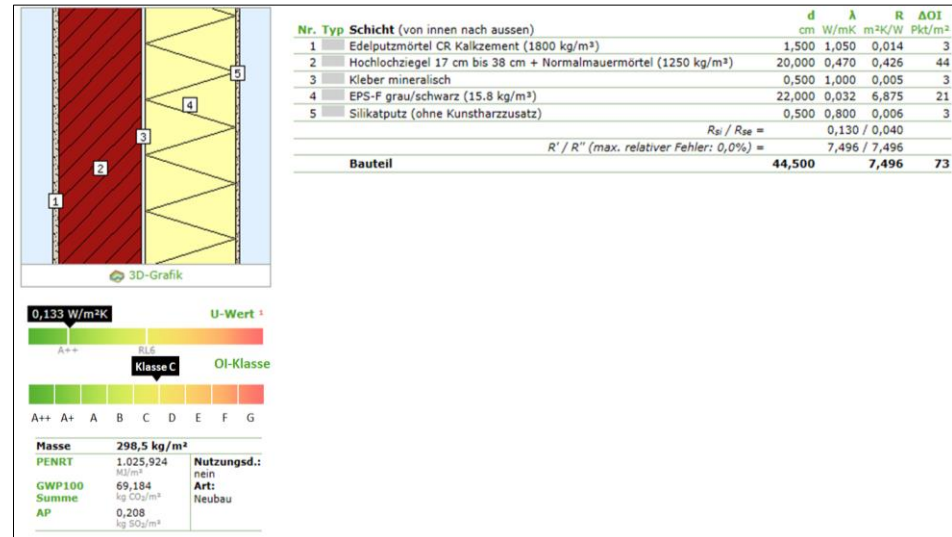 d λ R ΔOI
Nr. Typ Schicht (von innen nach aussen) cm W/mK m²K/W Pkt/m²
1 Edelputzmörtel CR Kalkzement (1800 kg/m³) 1,500 1,050 0,014 3
2 Hochlochziegel 17 cm bis 38 cm + Normalmauermörtel (1250 kg/m³) 20,000 0,470 0,426 44
3 Kleber mineralisch 0,500 1,000 0,005 3
4 EPS-F grau/schwarz (15.8 kg/m³) 22,000 0,032 6,875 21
5 Silikatputz (ohne Kunstharzzusatz) 0,500 0,800 0,006 3
Rsi / Rse = 0,130 / 0,040
R' / R'' (max. relativer Fehler: 0,0%) = 7,496 / 7,496
Bauteil 44,500 7,496 73
5
4
3
2
1
3D-Grafik
0,133 W/m²K U-Wert 1
A++ RL6
Klasse C OI-Klasse
A++ A+ A B C D E F G
Masse 298,5 kg/m²
PENRT 1.025,924 Nutzungsd.:
MJ/m² nein
GWP100 69,184 Art:
Summe kg CO₂/m² Neubau
AP 0,208
kg SO₂/m²